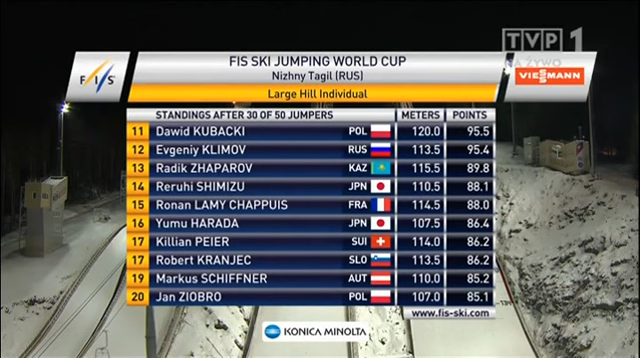 TVP 1
NA ŻYWO
FIS
FIS SKI JUMPING WORLD CUP
Nizhny Tagil (RUS)
VIESSMANN
Large Hill Individual
STANDINGS AFTER 30 OF 50 JUMPERS METERS POINTS
11 Dawid KUBACKI POL 120.0 95.5
12 Evgeniy KLIMOV RUS 113.5 95.4
13 Radik ZHAPAROV KAZ 115.5 89.8
14 Reruhi SHIMIZU JPN 110.5 88.1
15 Ronan LAMY CHAPPUIS FRA 114.5 88.0
16 Yumu HARADA JPN 107.5 86.4
17 Killian PEIER SUI 114.0 86.2
17 Robert KRANJEC SLO 113.5 86.2
19 Markus SCHIFFNER AUT 110.0 85.2
20 Jan ZIOBRO POL 107.0 85.1
www.fis-ski.com
KONICA MINOLTA